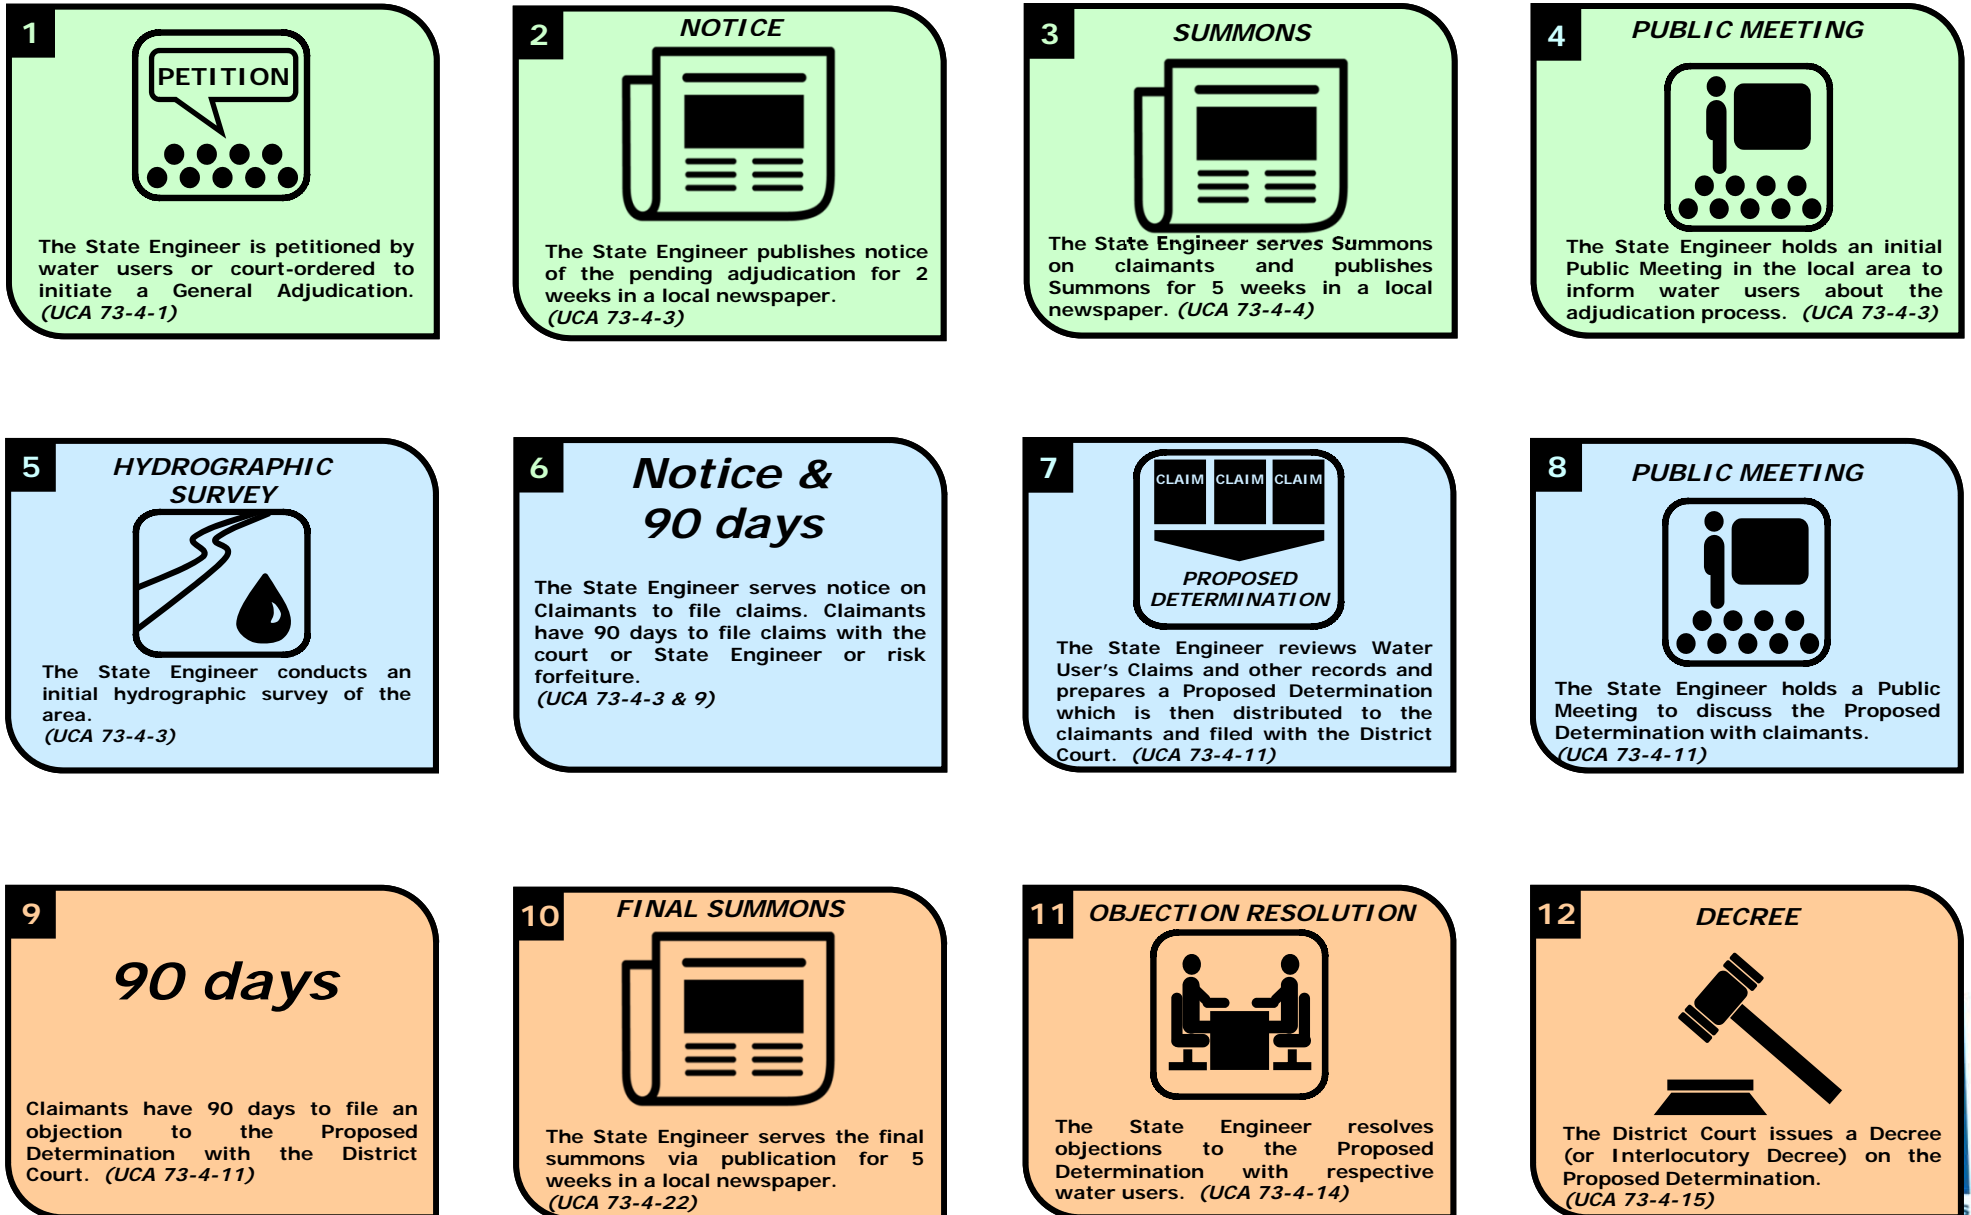 1
PETITION
The State Engineer is petitioned by
water users or court-ordered to
initiate a General Adjudication.
(UCA 73-4-1)
2
NOTICE
The State Engineer publishes notice
of the pending adjudication for 2
weeks in a local newspaper.
(UCA 73-4-3)
3
SUMMONS
The State Engineer serves Summons
on claimants and publishes
Summons for 5 weeks in a local
newspaper. (UCA 73-4-4)
4
PUBLIC MEETING
The State Engineer holds an initial
Public Meeting in the local area to
inform water users about the
adjudication process. (UCA 73-4-3)
5
HYDROGRAPHIC
SURVEY
The State Engineer conducts an
initial hydrographic survey of the
area.
(UCA 73-4-3)
6
Notice &
90 days
The State Engineer serves notice on
Claimants to file claims. Claimants
have 90 days to file claims with the
court or State Engineer or risk
forfeiture.
(UCA 73-4-3 & 9)
7
CLAIM CLAIM CLAIM
PROPOSED
DETERMINATION
The State Engineer reviews Water
User's Claims and other records and
prepares a Proposed Determination
which is then distributed to the
claimants and filed with the District
Court. (UCA 73-4-11)
8
PUBLIC MEETING
The State Engineer holds a Public
Meeting to discuss the Proposed
Determination with claimants.
(UCA 73-4-11)
9
90 days
Claimants have 90 days to file an
objection to the Proposed
Determination with the District
Court. (UCA 73-4-11)
10
FINAL SUMMONS
The State Engineer serves the final
summons via publication for 5
weeks in a local newspaper.
(UCA 73-4-22)
11
OBJECTION RESOLUTION
The State Engineer resolves
objections to the Proposed
Determination with respective
water users. (UCA 73-4-14)
12
DECREE
The District Court issues a Decree
(or Interlocutory Decree) on the
Proposed Determination.
(UCA 73-4-15)